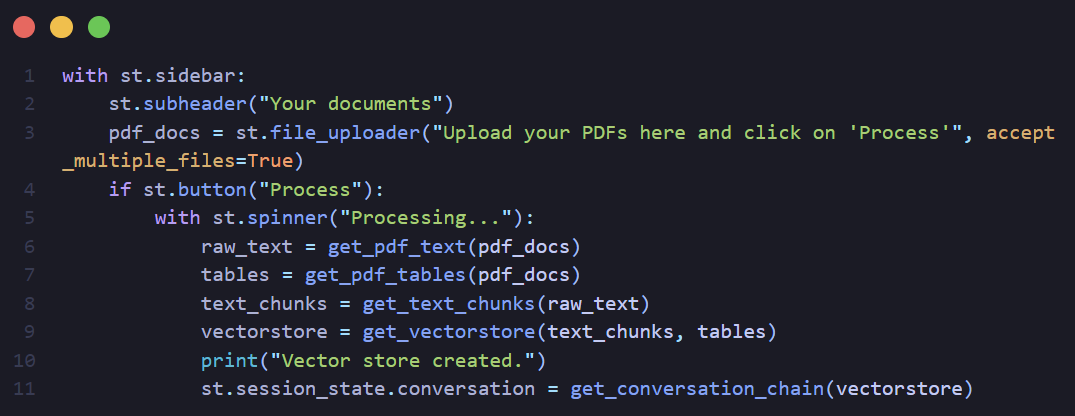 1 with st.sidebar:
2     st.subheader("Your documents")
3     pdf_docs = st.file_uploader("Upload your PDFs here and click on 'Process'", accept
_multiple_files=True)
4     if st.button("Process"):
5         with st.spinner("Processing..."):
6             raw_text = get_pdf_text(pdf_docs)
7             tables = get_pdf_tables(pdf_docs)
8             text_chunks = get_text_chunks(raw_text)
9             vectorstore = get_vectorstore(text_chunks, tables)
10             print("Vector store created.")
11             st.session_state.conversation = get_conversation_chain(vectorstore)